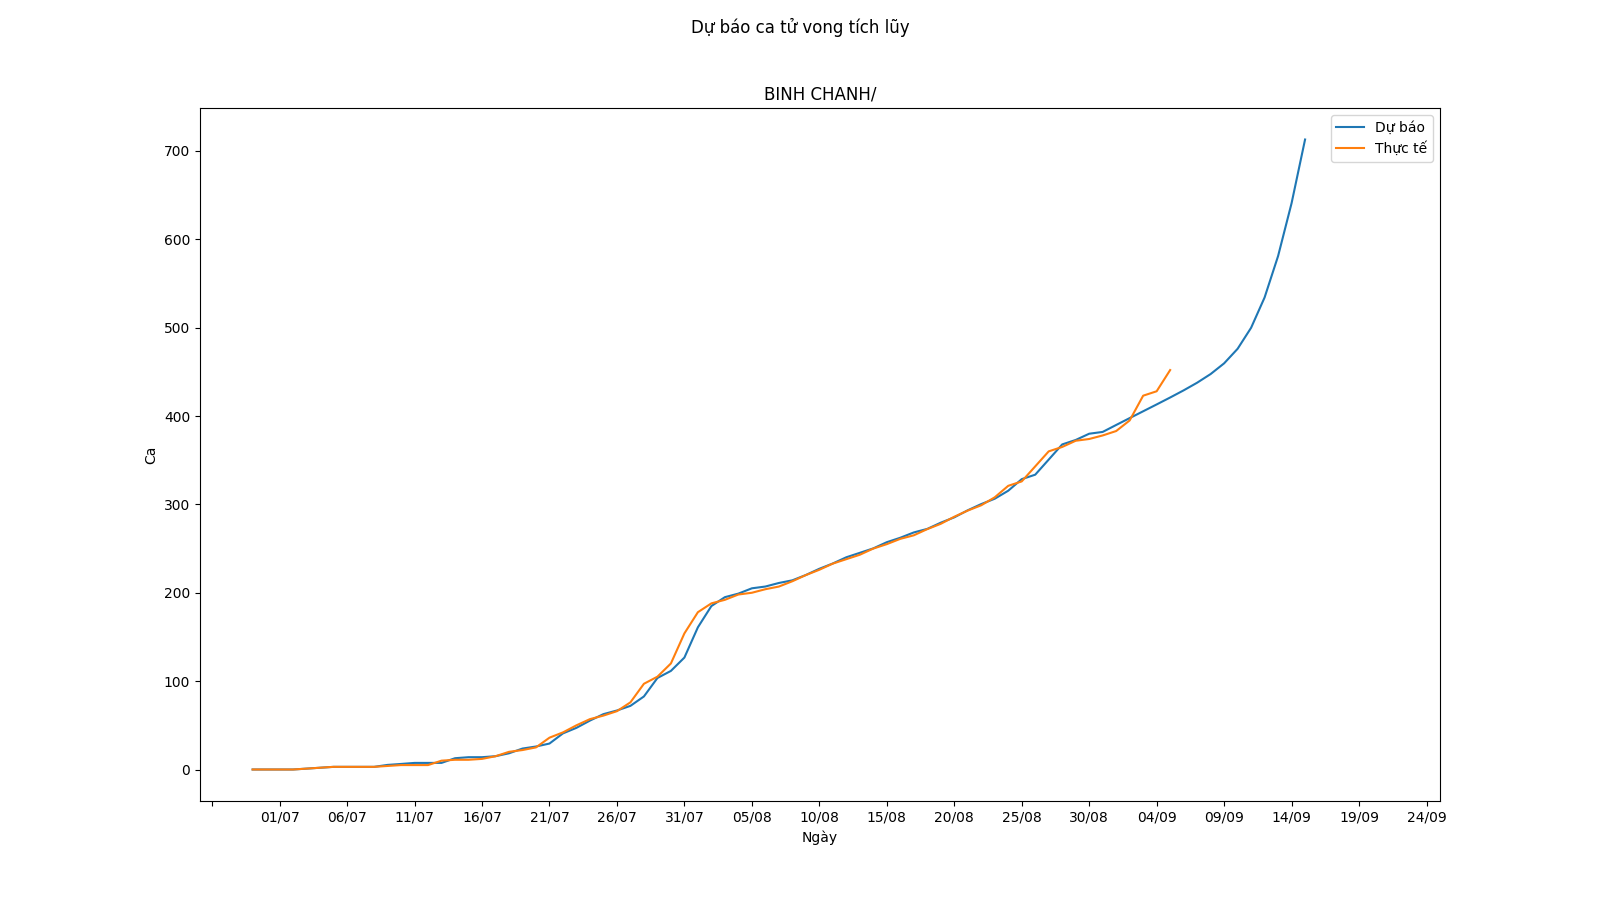 Dự báo ca tử vong tích lũy
BINH CHANH/
Dự báo
Thực tế
700
600
500
400
300
200
100
0
Ca
01/07 06/07 11/07 16/07 21/07 26/07 31/07 05/08 10/08 15/08 20/08 25/08 30/08 04/09 09/09 14/09 19/09 24/09
Ngày